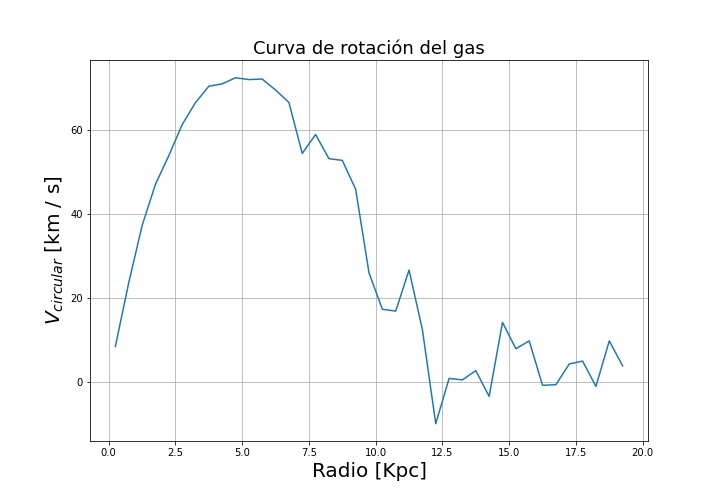 Curva de rotación del gas
V_circular [km / s]
60
40
20
0
0.0 2.5 5.0 7.5 10.0 12.5 15.0 17.5 20.0
Radio [Kpc]